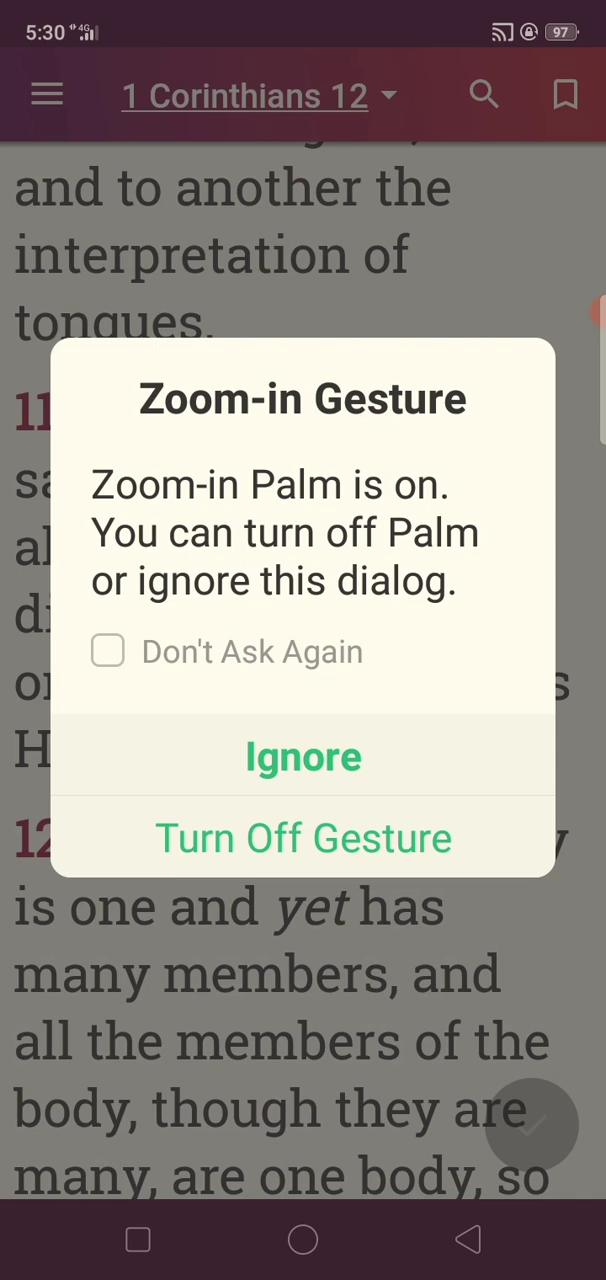 5:30 4G 97
1 Corinthians 12
and to another the
interpretation of
tongues.
Zoom-in Gesture
11
Zoom-in Palm is on.
You can turn off Palm
or ignore this dialog.
Don't Ask Again
H
Ignore
12
Turn Off Gesture
is one and yet has
many members, and
all the members of the
body, though they are
many, are one body, so